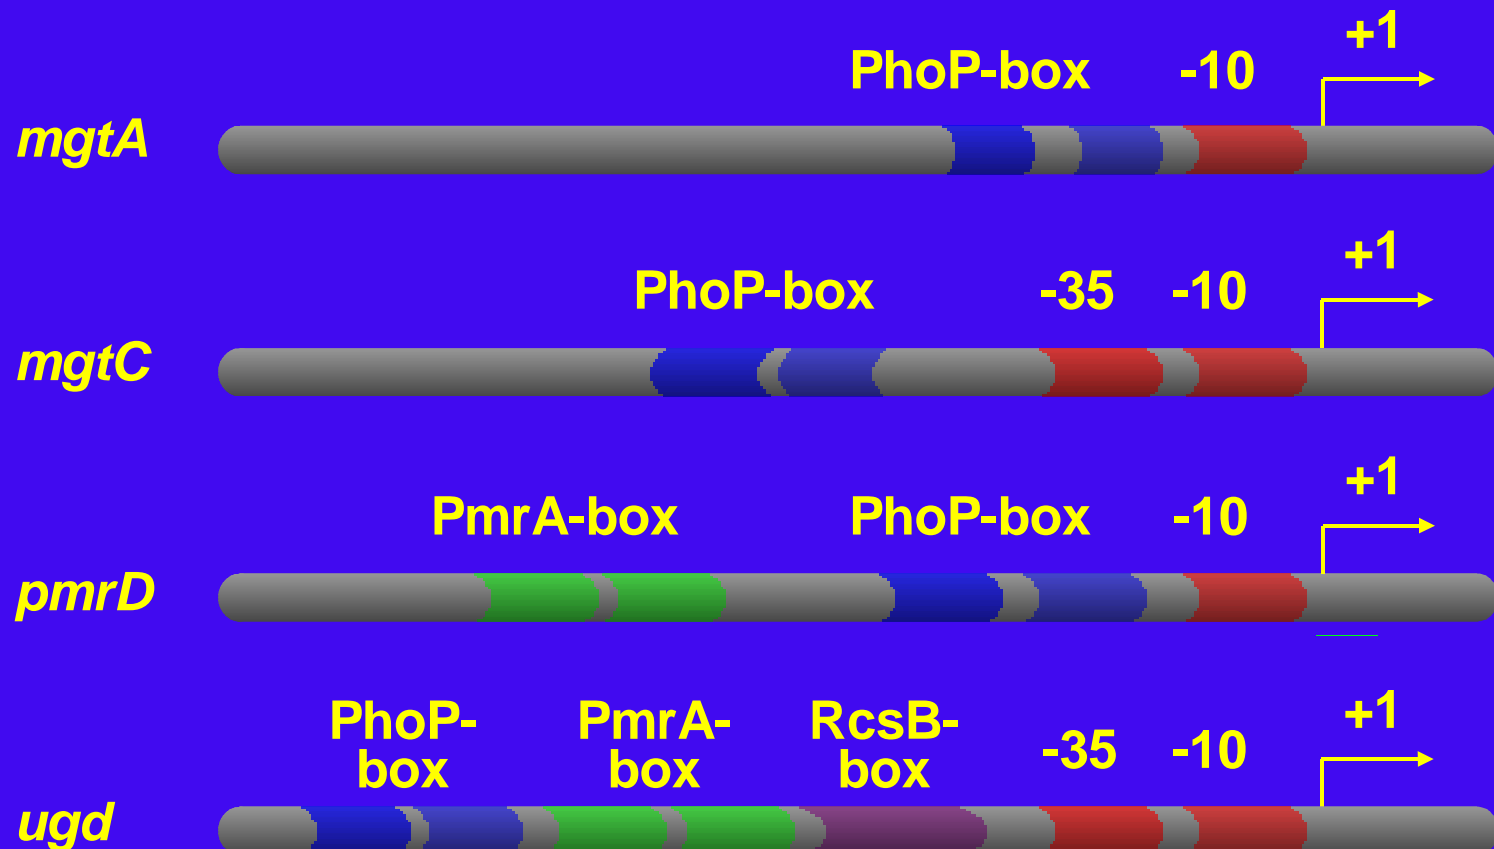 +1
PhoP-box -10
mgtA
+1
PhoP-box -35 -10
mgtC
+1
PmrA-box PhoP-box -10
pmrD
+1
PhoP- PmrA- RcsB-
box box box -35 -10
ugd